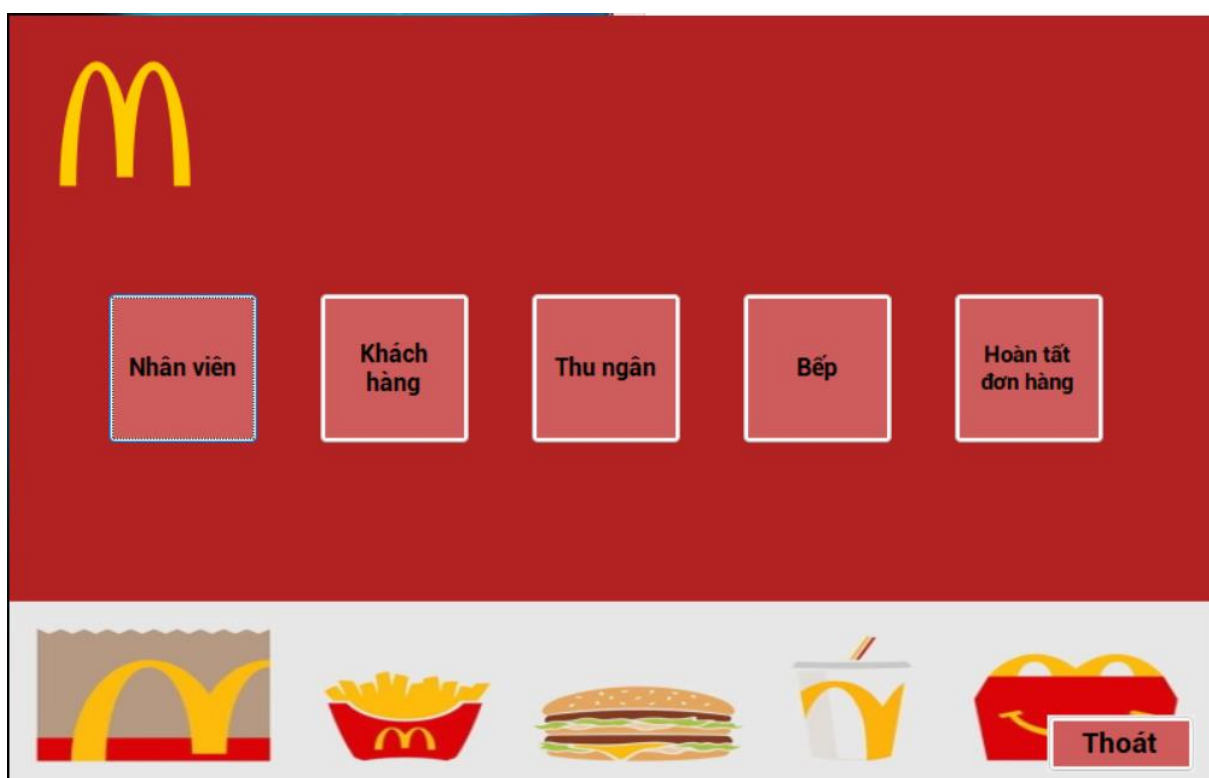 Nhân viên
Khách
hàng
Thu ngân
Bếp
Hoàn tất
đơn hàng
Thoát